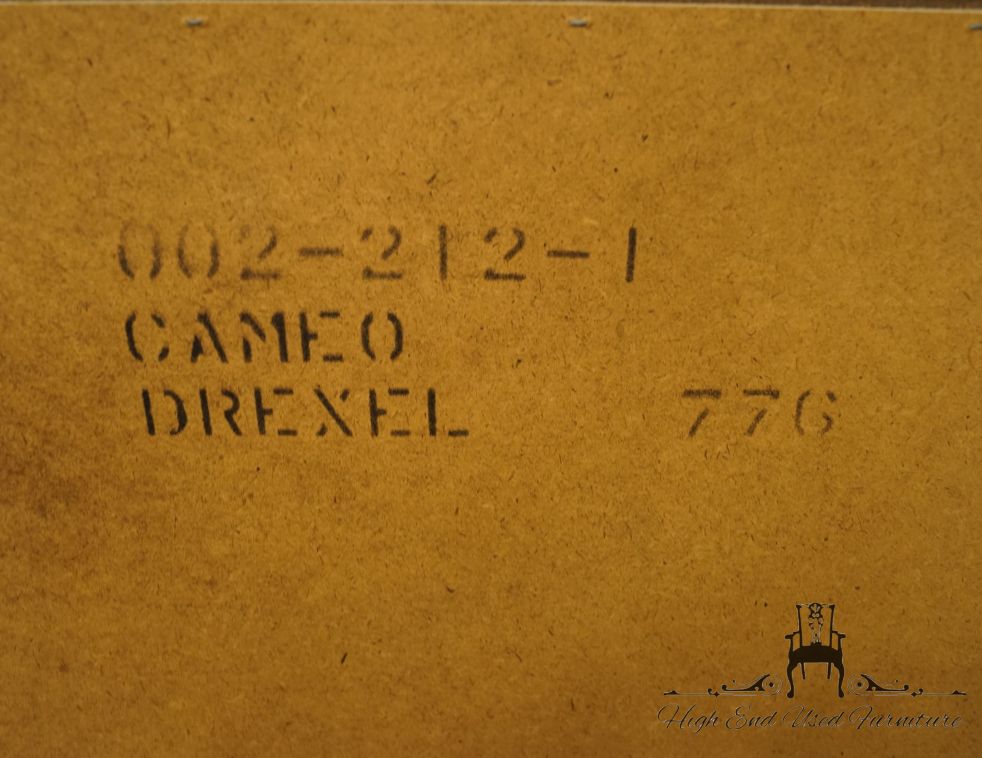 002-212-1
CAMEO
DREXEL 776
High End Used Furniture